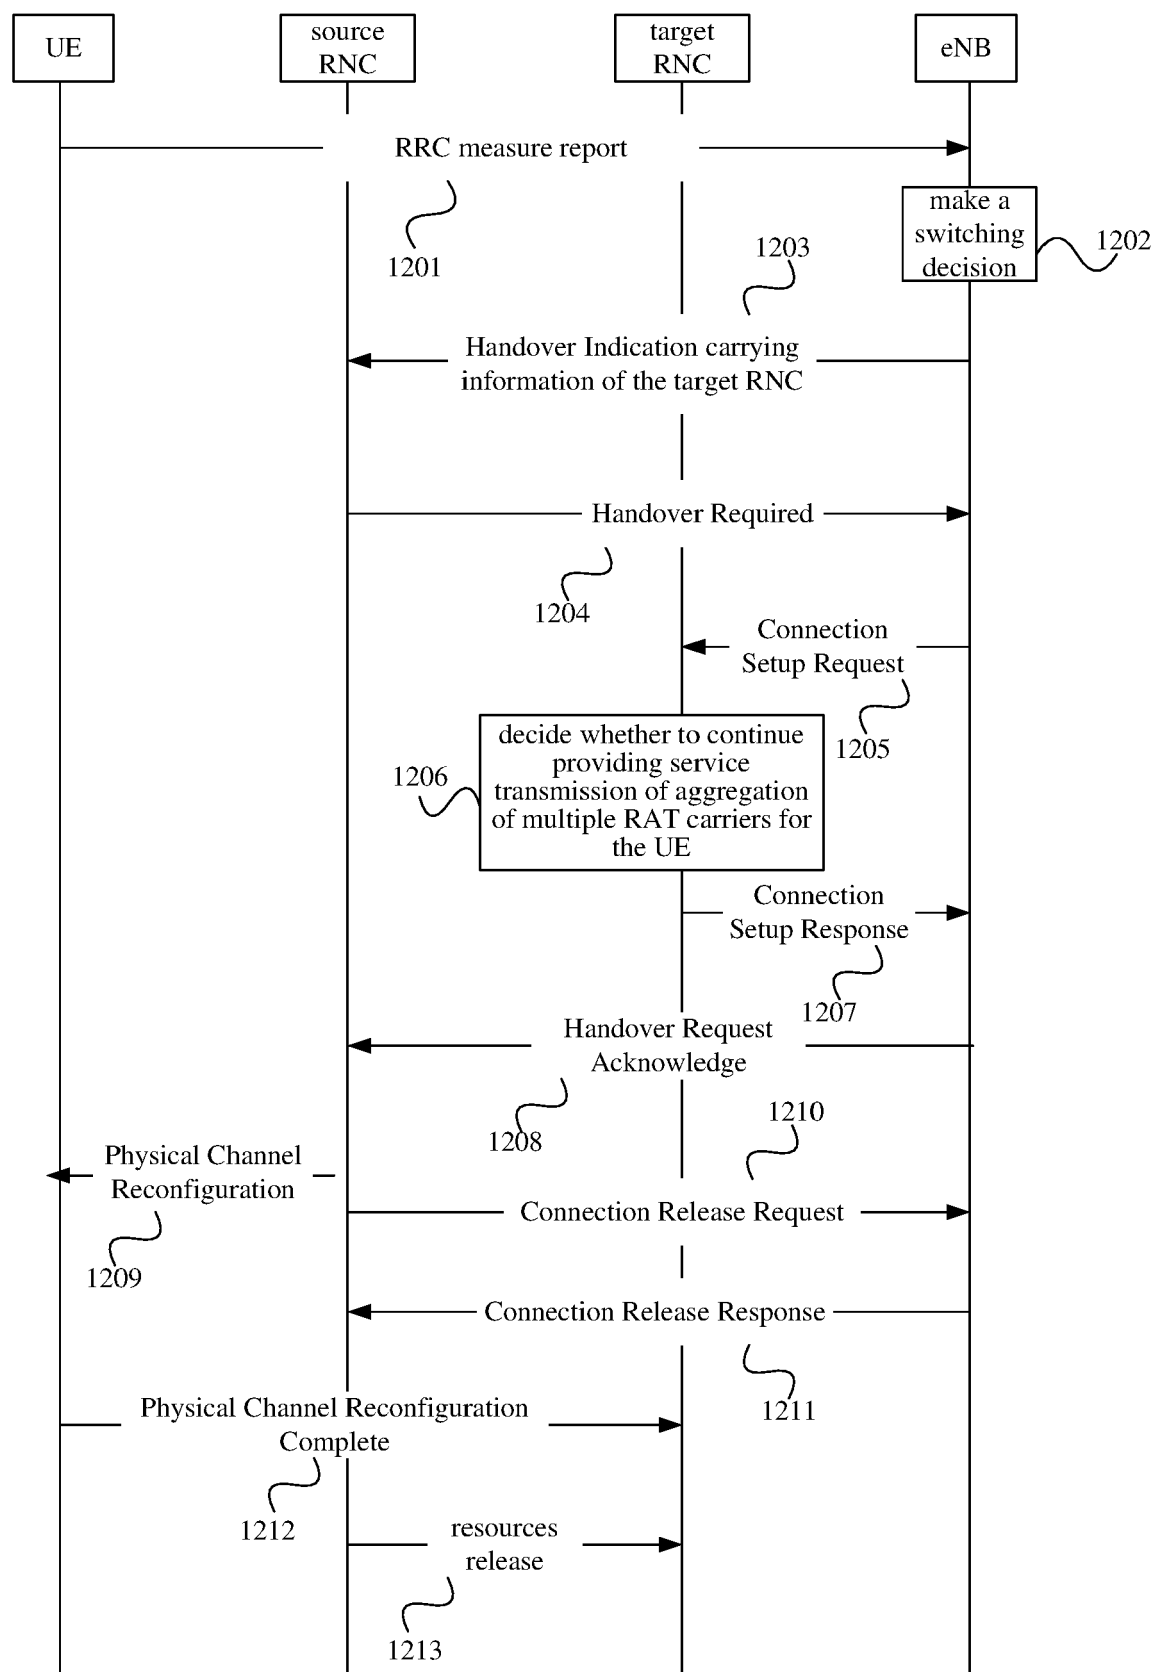 UE
source
RNC
target
RNC
eNB
RRC measure report
1201
make a
switching
decision
1202
1203
Handover Indication carrying
information of the target RNC
Handover Required
1204
Connection
Setup Request
1205
decide whether to continue
providing service
transmission of aggregation
of multiple RAT carriers for
the UE
1206
Connection
Setup Response
1207
Handover Request
Acknowledge
1208
1210
Physical Channel
Reconfiguration
1209
Connection Release Request
Connection Release Response
1211
Physical Channel Reconfiguration
Complete
1212
resources
release
1213